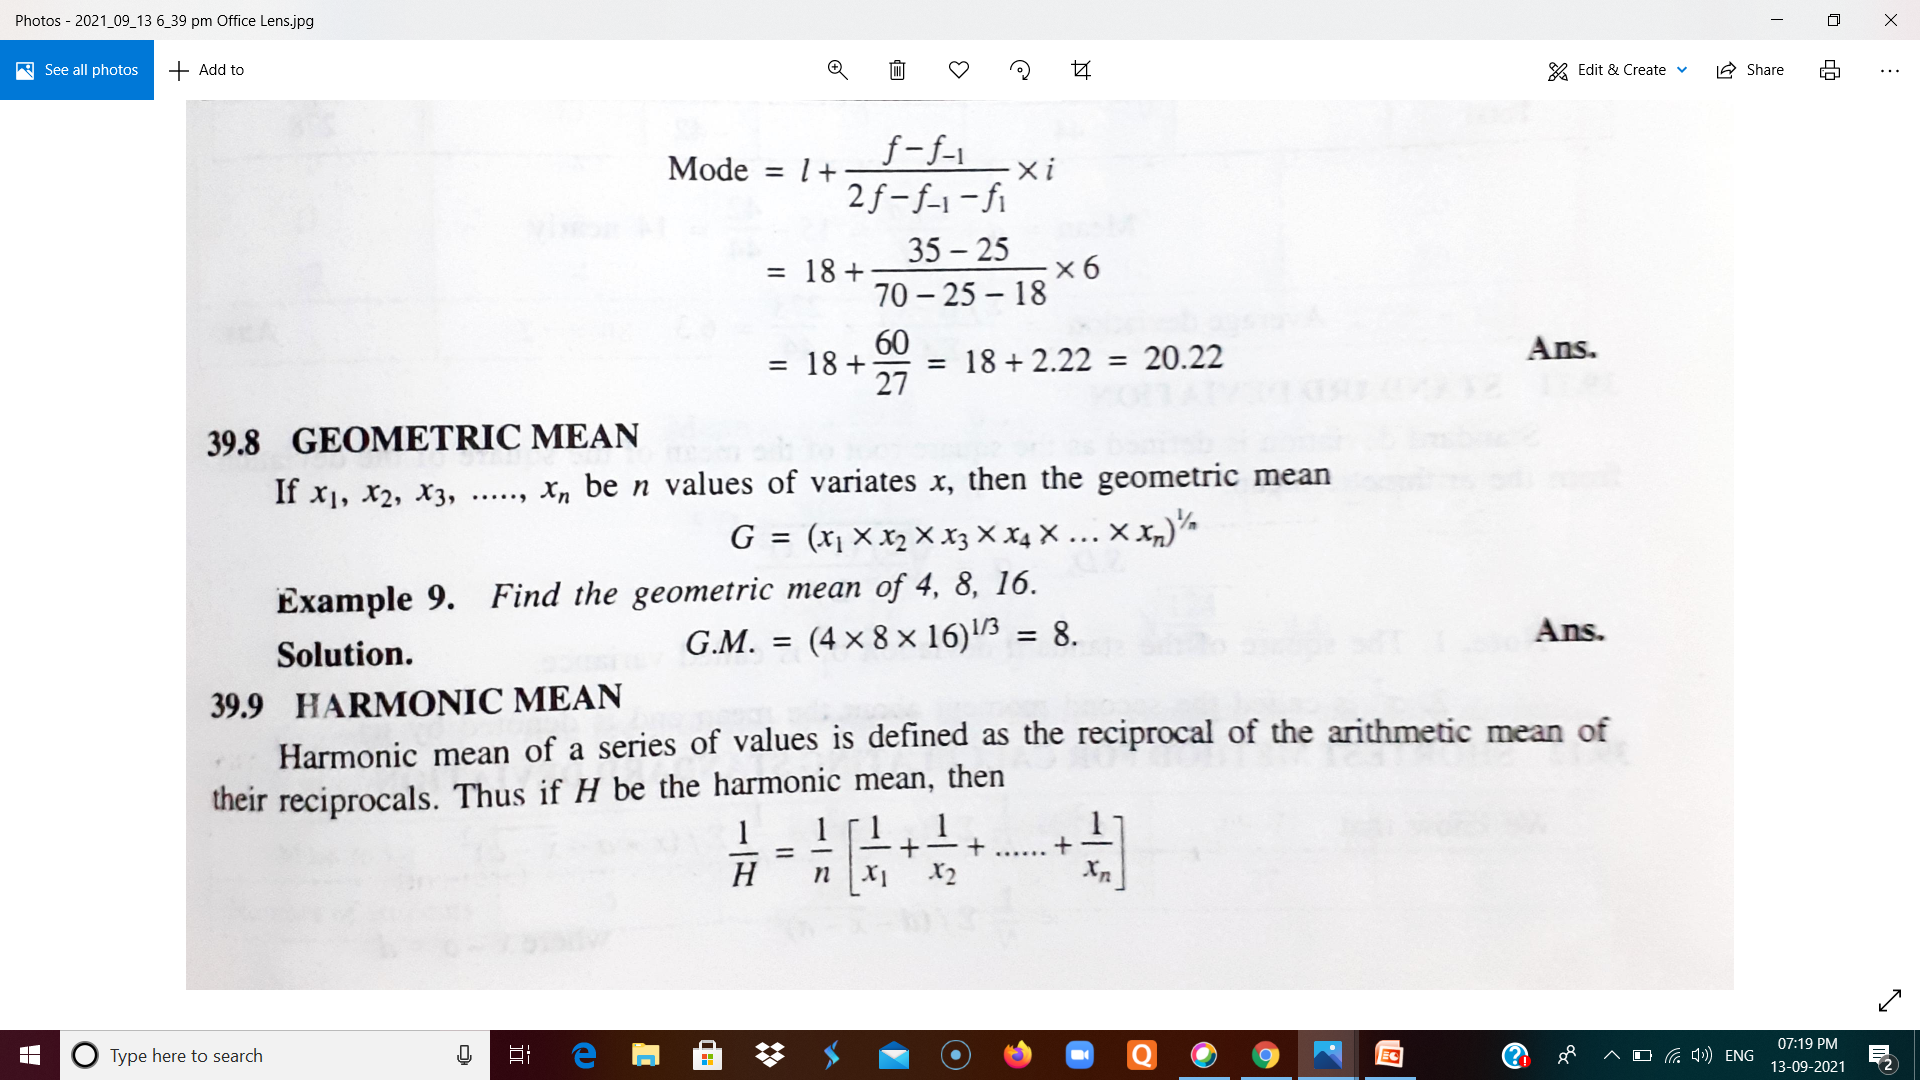 Photos - 2021_09_13 6_39 pm Office Lens.jpg
See all photos
Add to
Edit & Create
Share
Mode = l + (f − f₋₁)/(2f − f₋₁ − f₁) × i
= 18 + (35 − 25)/(70 − 25 − 18) × 6
= 18 + 60/27 = 18 + 2.22 = 20.22 Ans.
39.8 GEOMETRIC MEAN
If x₁, x₂, x₃, ....., xₙ be n values of variates x, then the geometric mean
G = (x₁ × x₂ × x₃ × x₄ × ... × xₙ)^1/n
Example 9. Find the geometric mean of 4, 8, 16.
Solution. G.M. = (4 × 8 × 16)^1/3 = 8. Ans.
39.9 HARMONIC MEAN
Harmonic mean of a series of values is defined as the reciprocal of the arithmetic mean of
their reciprocals. Thus if H be the harmonic mean, then
1/H = 1/n [1/x₁ + 1/x₂ + ...... + 1/xₙ]
Type here to search
ENG
07:19 PM
13-09-2021
2